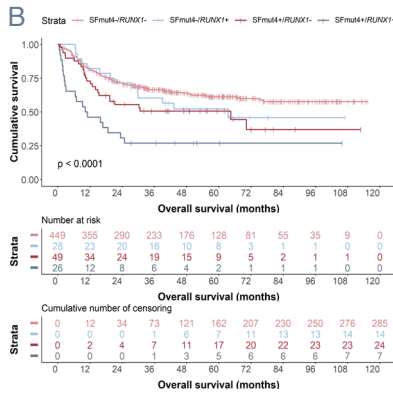 B
Strata SFmut4-/RUNX1- SFmut4-/RUNX1+ SFmut4+/RUNX1- SFmut4+/RUNX1
Cumulative survival
1.00
0.75
0.50
0.25
0.00
p < 0.0001
0 12 24 36 48 60 72 84 96 108 120
Overall survival (months)
Number at risk
Strata
449 355 290 233 176 128 81 55 35 9 0
28 23 20 16 10 8 3 1 1 0 0
49 34 24 19 15 9 5 2 1 1 0
26 12 8 6 4 2 1 1 1 0 0
0 12 24 36 48 60 72 84 96 108 120
Overall survival (months)
Cumulative number of censoring
Strata
0 12 34 73 121 162 207 230 250 276 285
0 0 0 1 6 7 11 13 13 14 14
0 2 4 7 11 17 20 22 23 23 24
0 0 0 1 3 5 6 6 6 7 7
0 12 24 36 48 60 72 84 96 108 120
Overall survival (months)